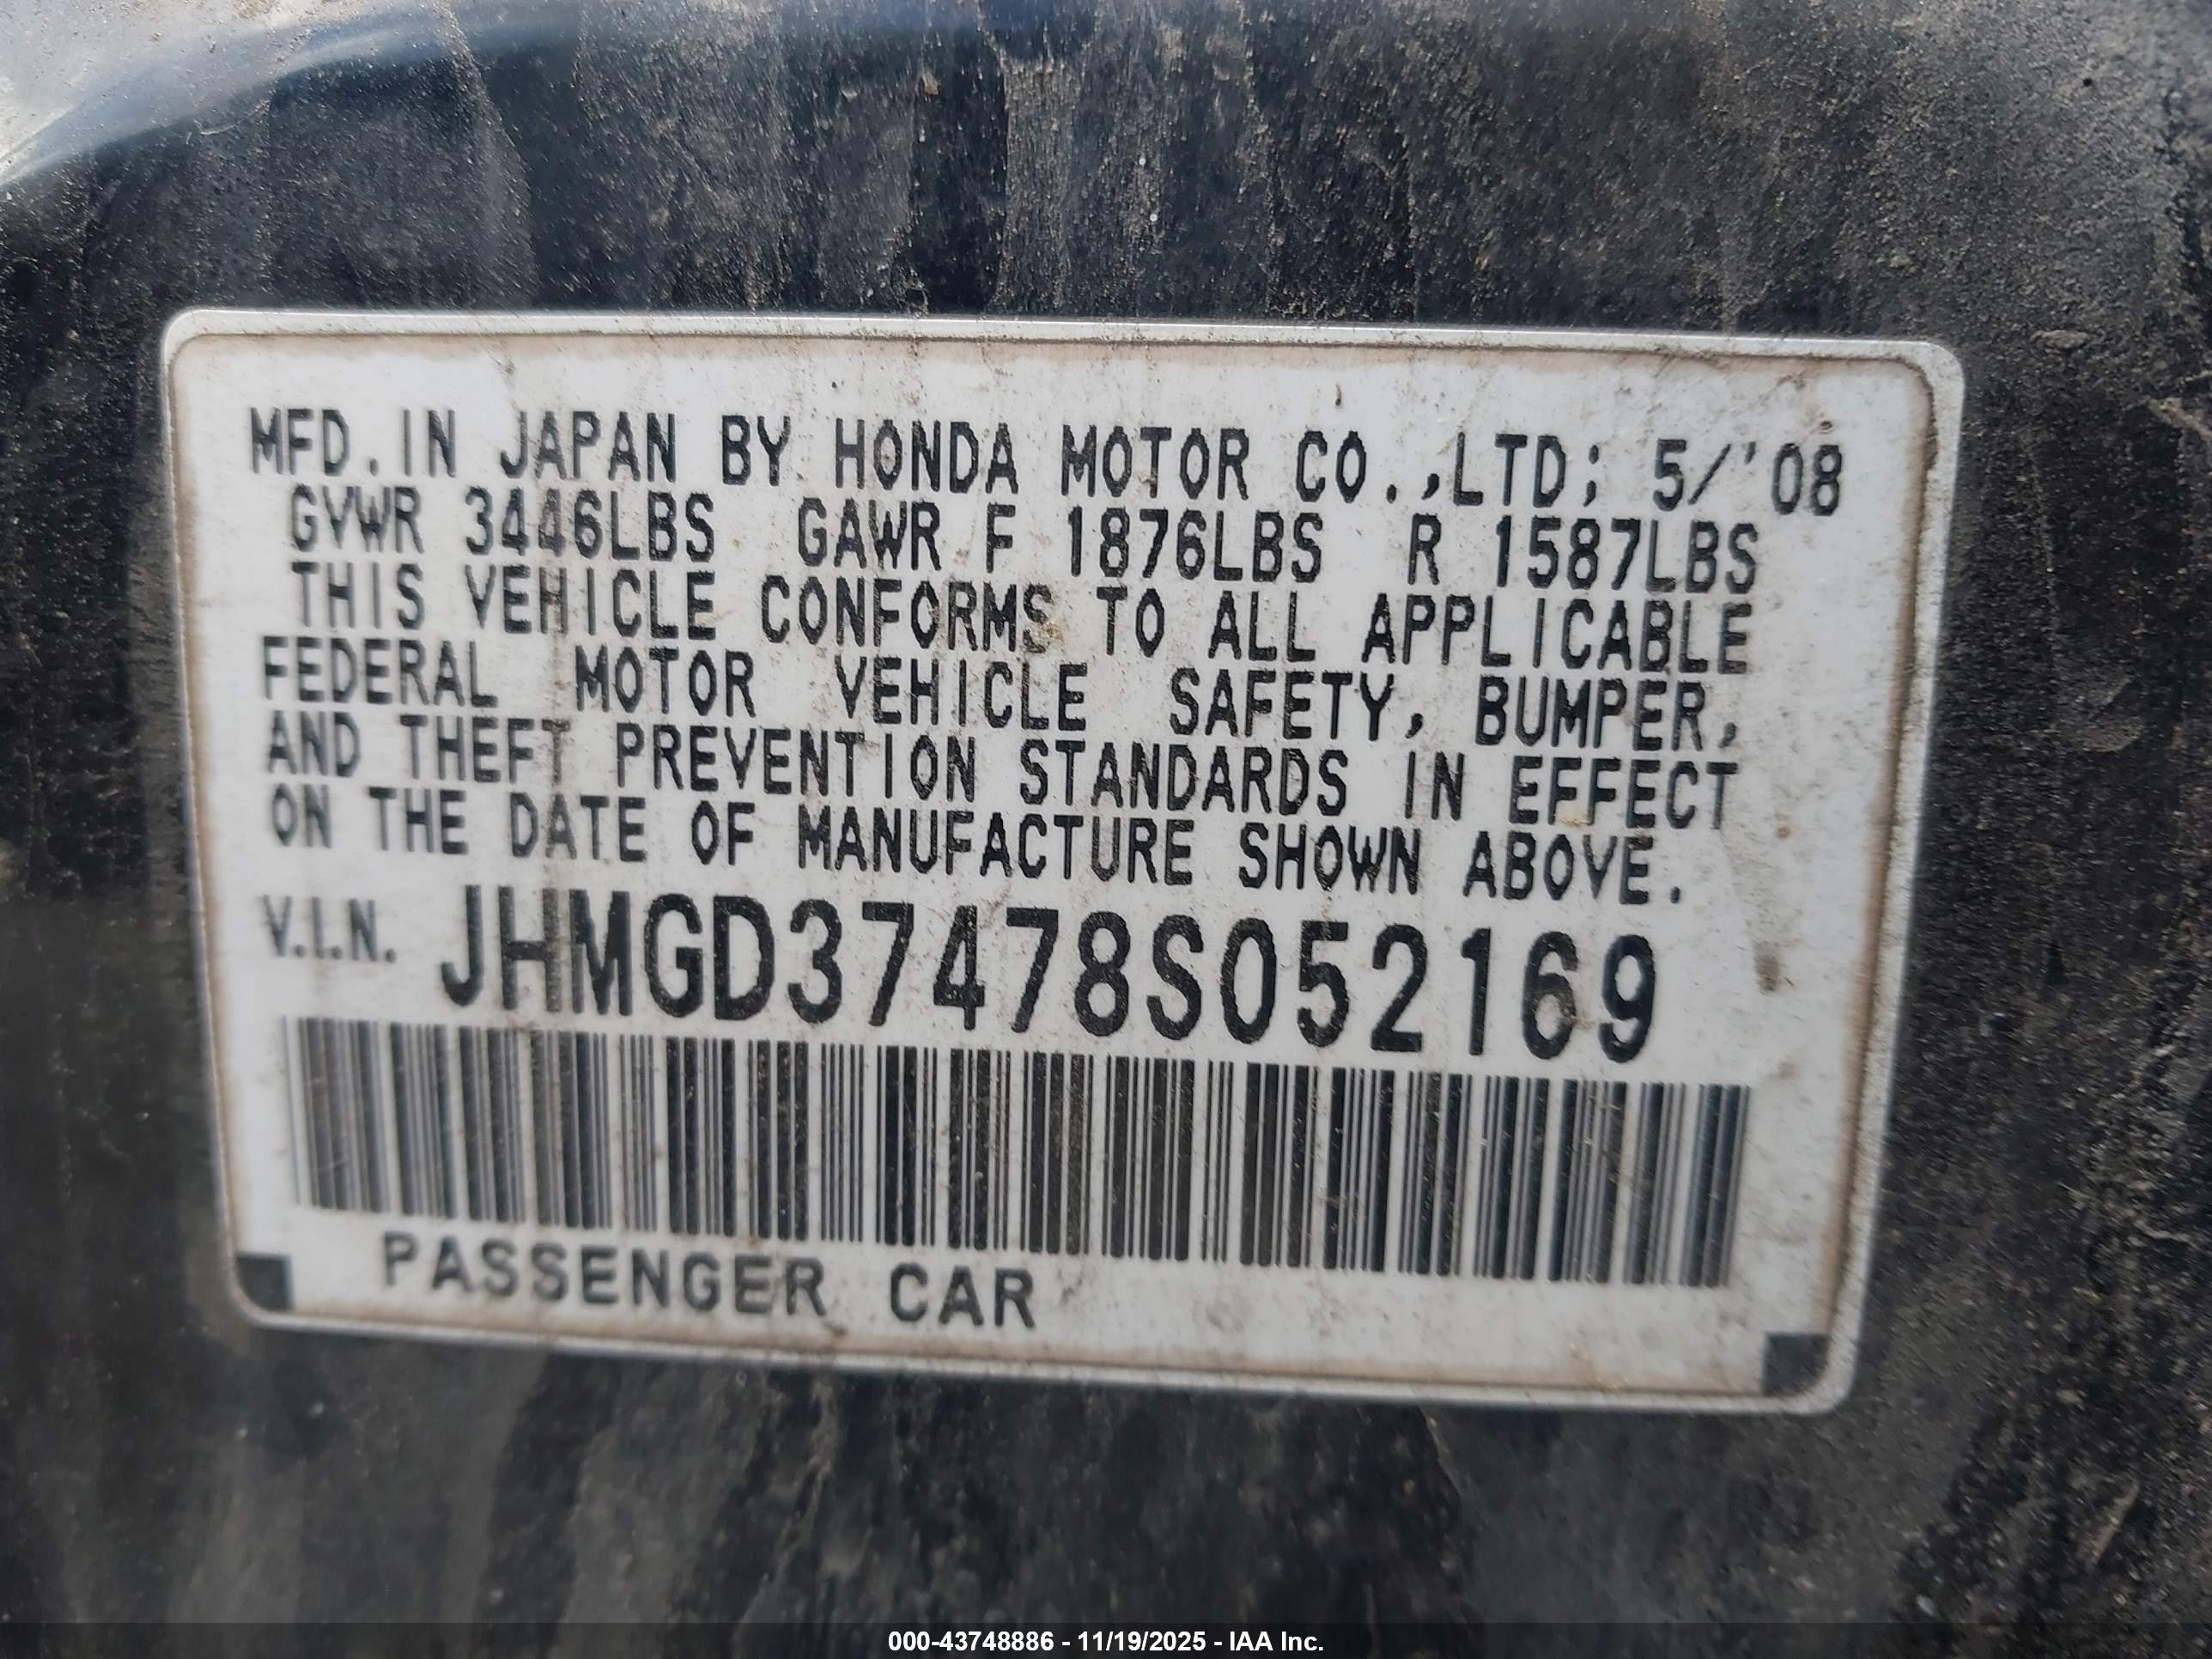 MFD.IN JAPAN BY HONDA MOTOR CO.,LTD; 5/'08
GVWR 3446LBS GAWR F 1876LBS R 1587LBS
THIS VEHICLE CONFORMS TO ALL APPLICABLE
FEDERAL MOTOR VEHICLE SAFETY, BUMPER,
AND THEFT PREVENTION STANDARDS IN EFFECT
ON THE DATE OF MANUFACTURE SHOWN ABOVE.
V.I.N. JHMGD37478S052169
PASSENGER CAR
000-43748886 - 11/19/2025 - IAA Inc.